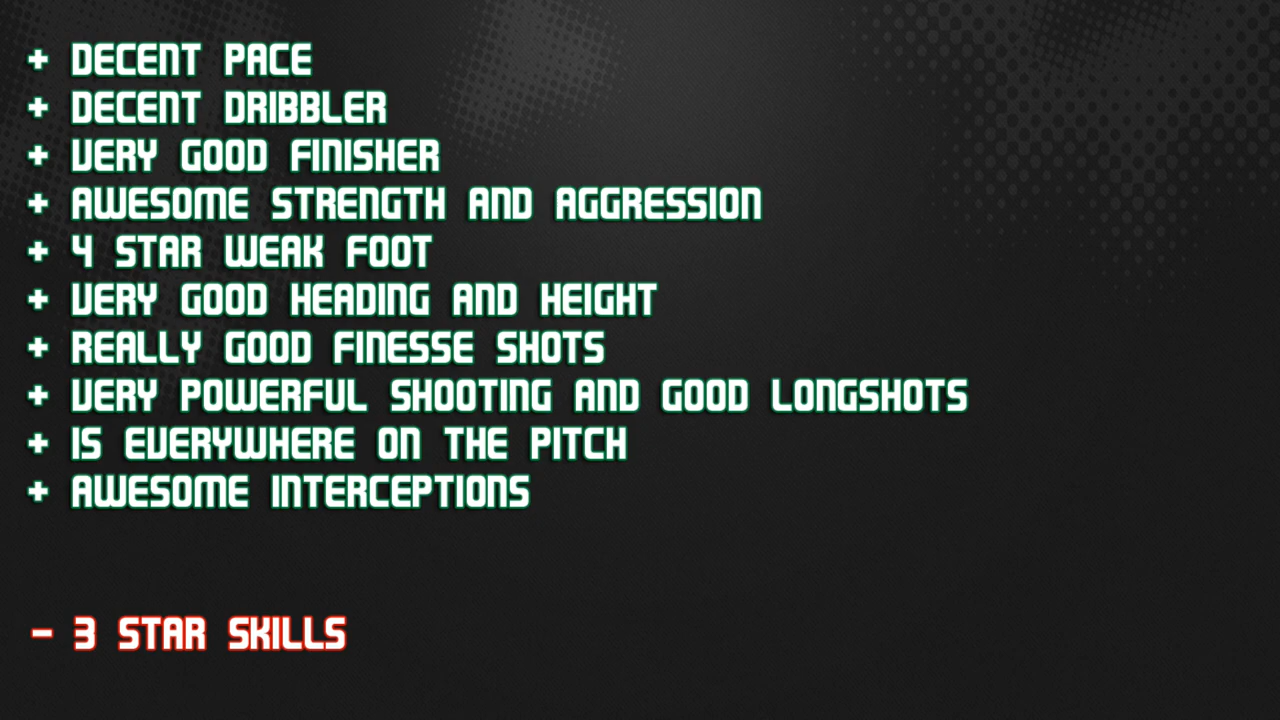 + DECENT PACE
+ DECENT DRIBBLER
+ VERY GOOD FINISHER
+ AWESOME STRENGTH AND AGGRESSION
+ 4 STAR WEAK FOOT
+ VERY GOOD HEADING AND HEIGHT
+ REALLY GOOD FINESSE SHOTS
+ VERY POWERFUL SHOOTING AND GOOD LONGSHOTS
+ IS EVERYWHERE ON THE PITCH
+ AWESOME INTERCEPTIONS
- 3 STAR SKILLS